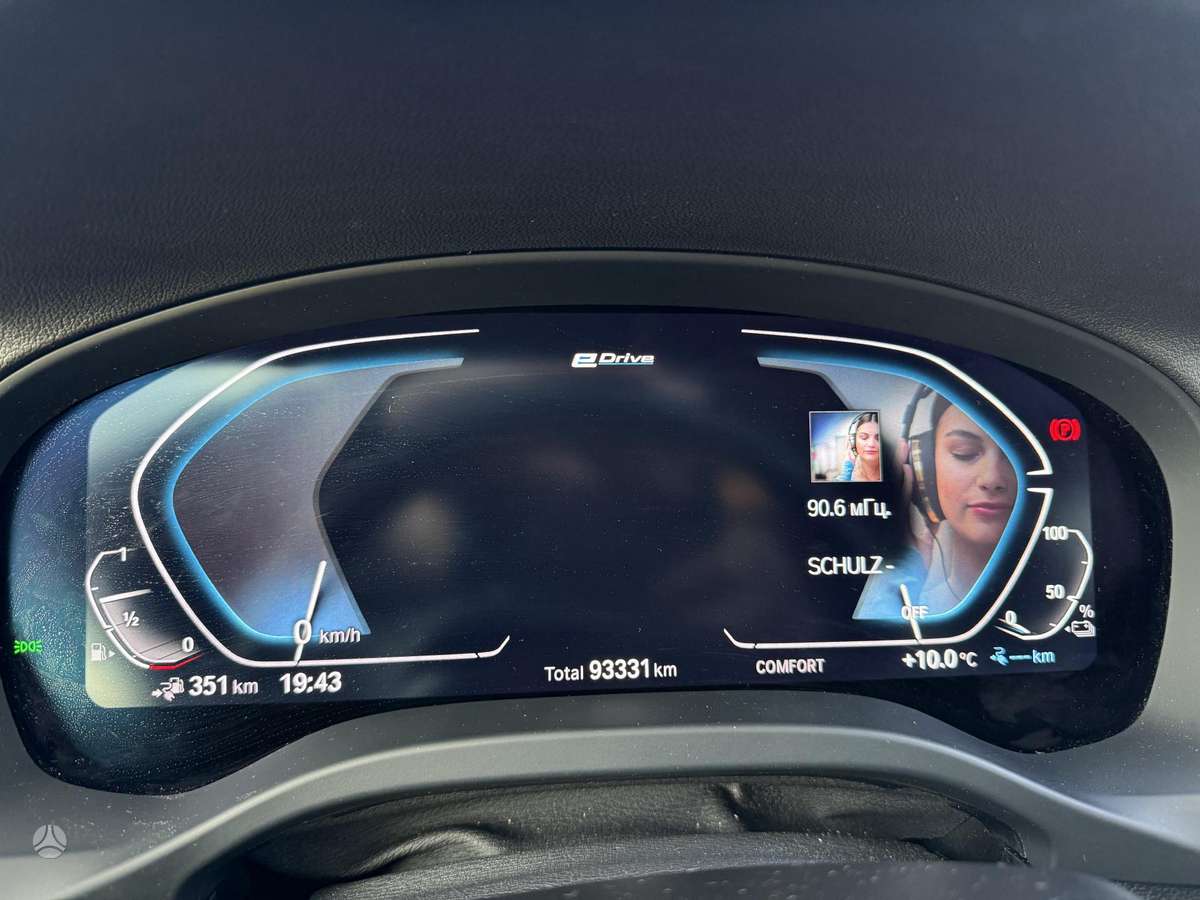 eDrive
90.6 мГц.
SCHULZ -
1
1/2
0
0 km/h
100
50
0
%
OFF
351 km
19:43
Total 93331 km
COMFORT
+10.0°C
---km
P